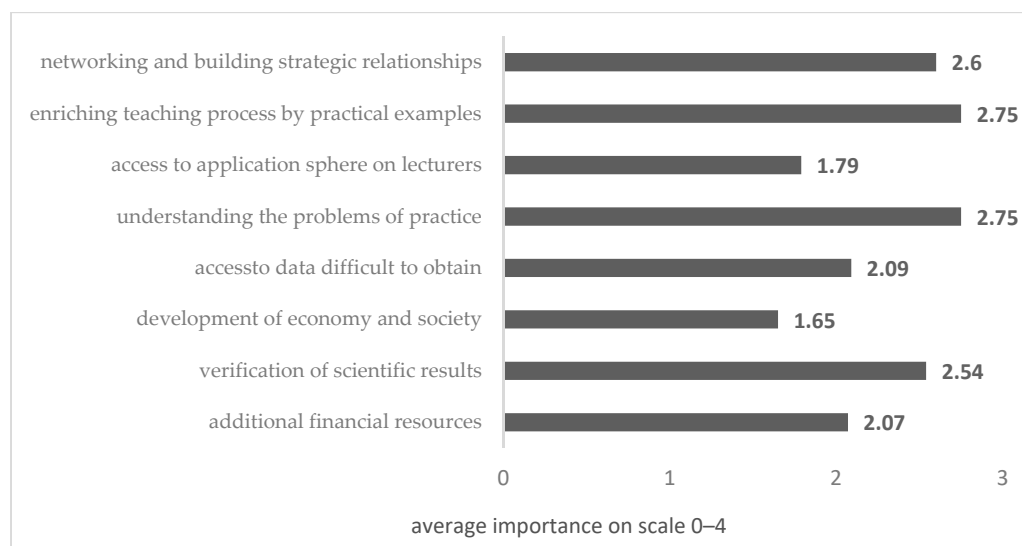 networking and building strategic relationships 2.6
enriching teaching process by practical examples 2.75
access to application sphere on lecturers 1.79
understanding the problems of practice 2.75
accessto data difficult to obtain 2.09
development of economy and society 1.65
verification of scientific results 2.54
additional financial resources 2.07
0 1 2 3
average importance on scale 0–4